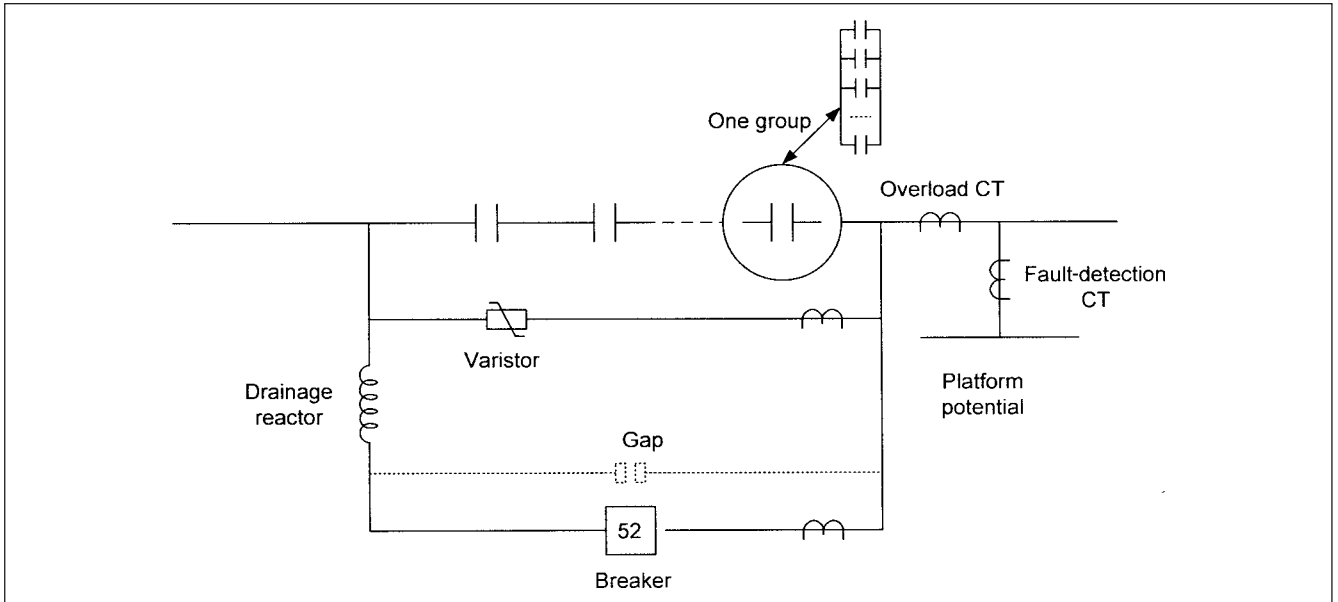 One group
Overload CT
Fault-detection
CT
Varistor
Platform
potential
Drainage
reactor
Gap
52
Breaker